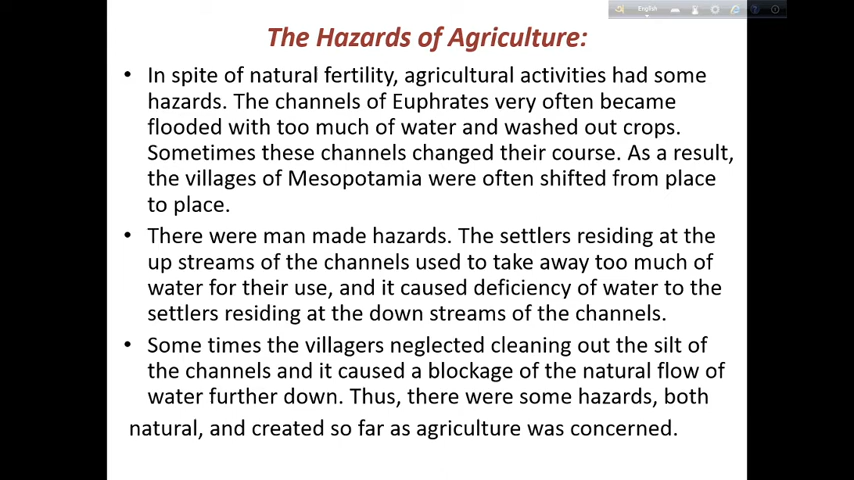 English
The Hazards of Agriculture:
• In spite of natural fertility, agricultural activities had some
hazards. The channels of Euphrates very often became
flooded with too much of water and washed out crops.
Sometimes these channels changed their course. As a result,
the villages of Mesopotamia were often shifted from place
to place.
• There were man made hazards. The settlers residing at the
up streams of the channels used to take away too much of
water for their use, and it caused deficiency of water to the
settlers residing at the down streams of the channels.
• Some times the villagers neglected cleaning out the silt of
the channels and it caused a blockage of the natural flow of
water further down. Thus, there were some hazards, both
natural, and created so far as agriculture was concerned.